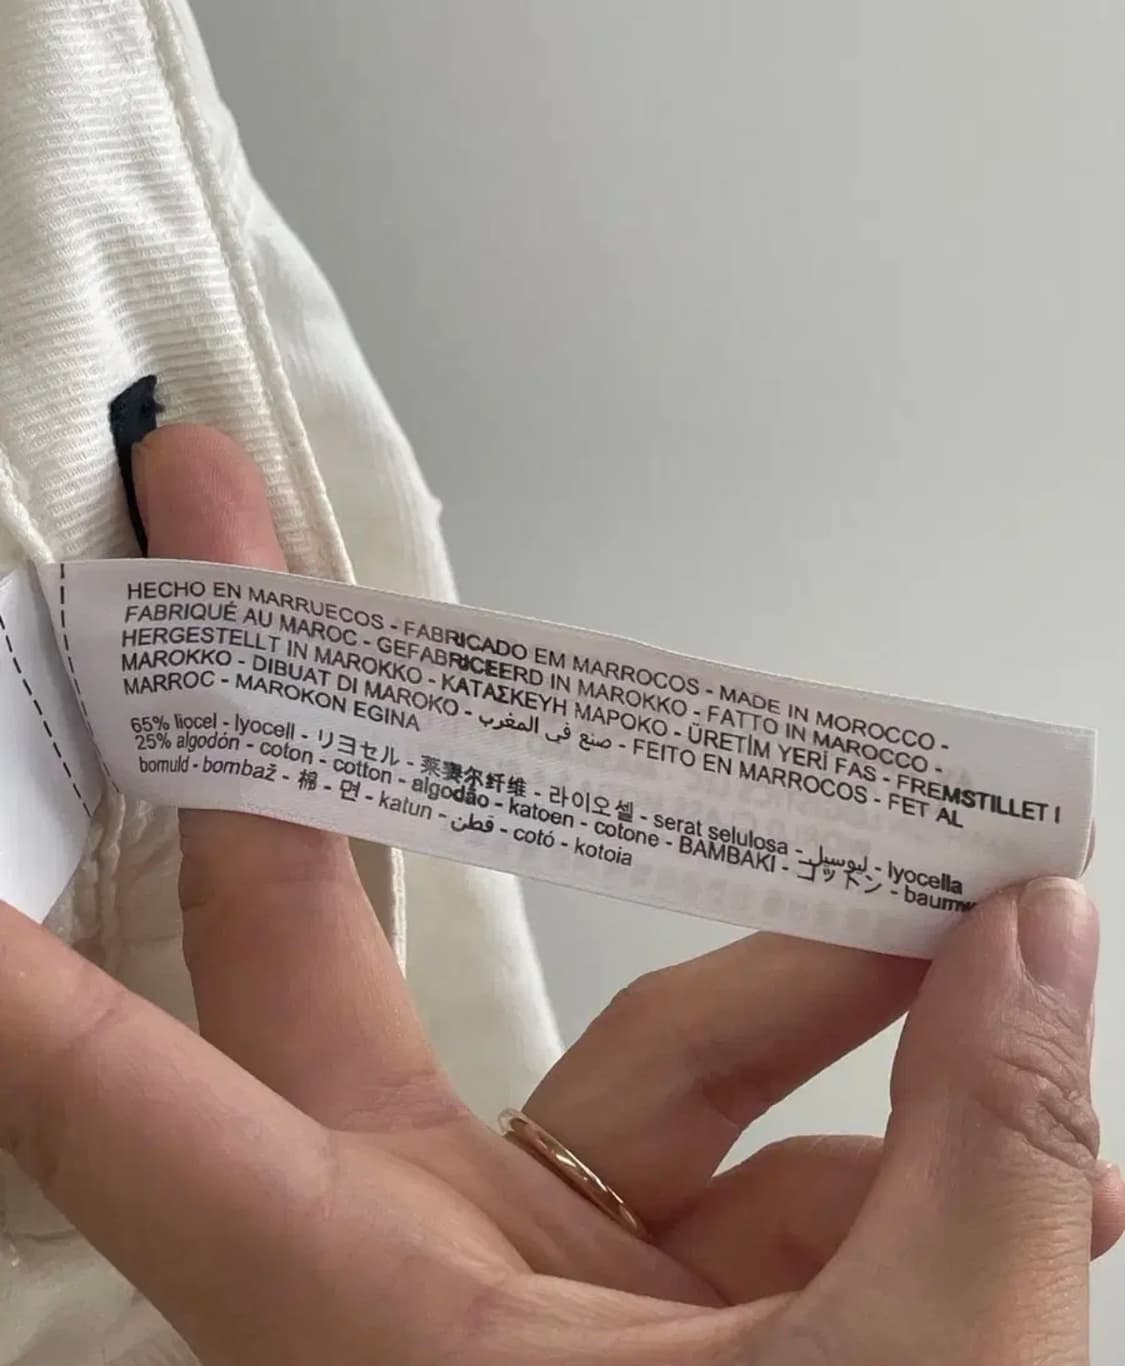 HECHO EN MARRUECOS - FABRICADO EM MARROCOS - MADE IN MOROCCO -
FABRIQUÉ AU MAROC - GEFABRICEERD IN MAROKKO - FATTO IN MAROCCO -
HERGESTELLT IN MAROKKO - ΚΑΤΑΣΚΕΥΗ ΜΑΡΟΚΟ - ÜRETİM YERİ FAS - FREMSTILLET I
MAROKKO - DIBUAT DI MAROKO - صنع في المغرب - FEITO EN MARROCOS - FET AL
MARROC - MAROKON EGINA
65% liocel - lyocell - リヨセル - 莱赛尔纤维 - 라이오셀 - serat selulosa - ليوسيل - lyocella
25% algodón - coton - cotton - algodão - katoen - cotone - BAMBAKI - コットン - baumw
bomuld - bombaž - 棉 - 면 - katun - قطن - cotó - kotoia